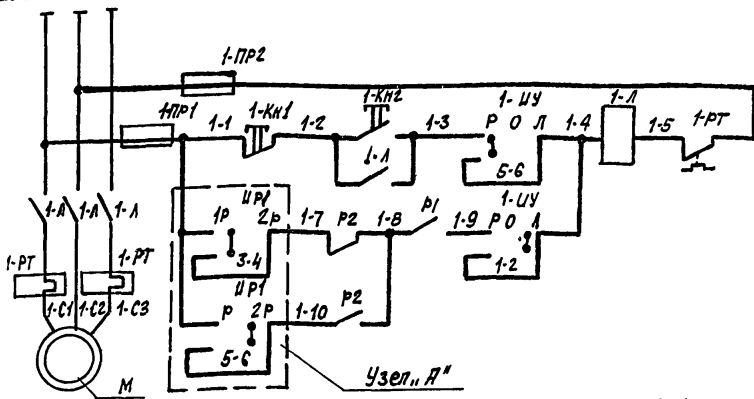 1-ПР2
1-ПР1
1-1
1-Кн1
1-2
1-Кн2
1-Л
1-3
1-ИУ
Р О Л
5-6
1-4
1-Л
1-5
1-РТ
1-Л
1-Л
1-Л
ИР1
1Р 2Р
3-4
1-7
Р2
1-8
Р1
1-9
1-ИУ
Р О Л
1-2
1-РТ
1-РТ
1-С1
1-С2
1-С3
ИР1
Р 2Р
5-6
1-10
Р2
М
Узел „А"